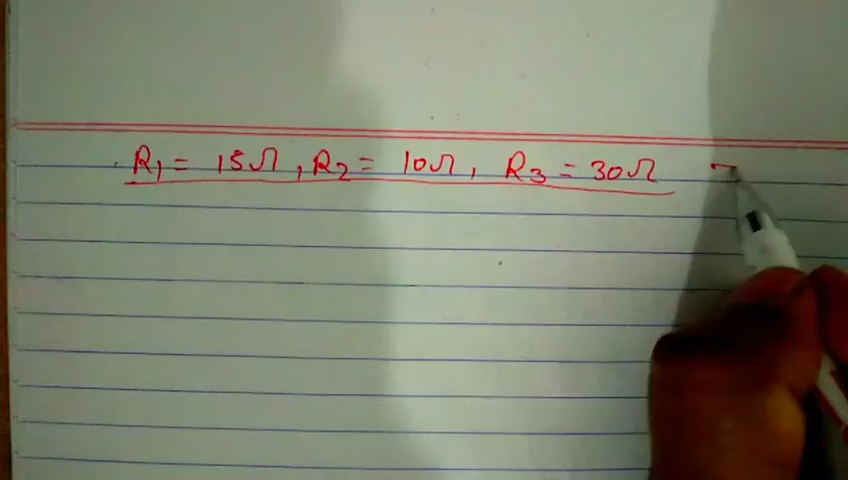 R₁ = 15Ω, R₂ = 10Ω, R₃ = 30Ω